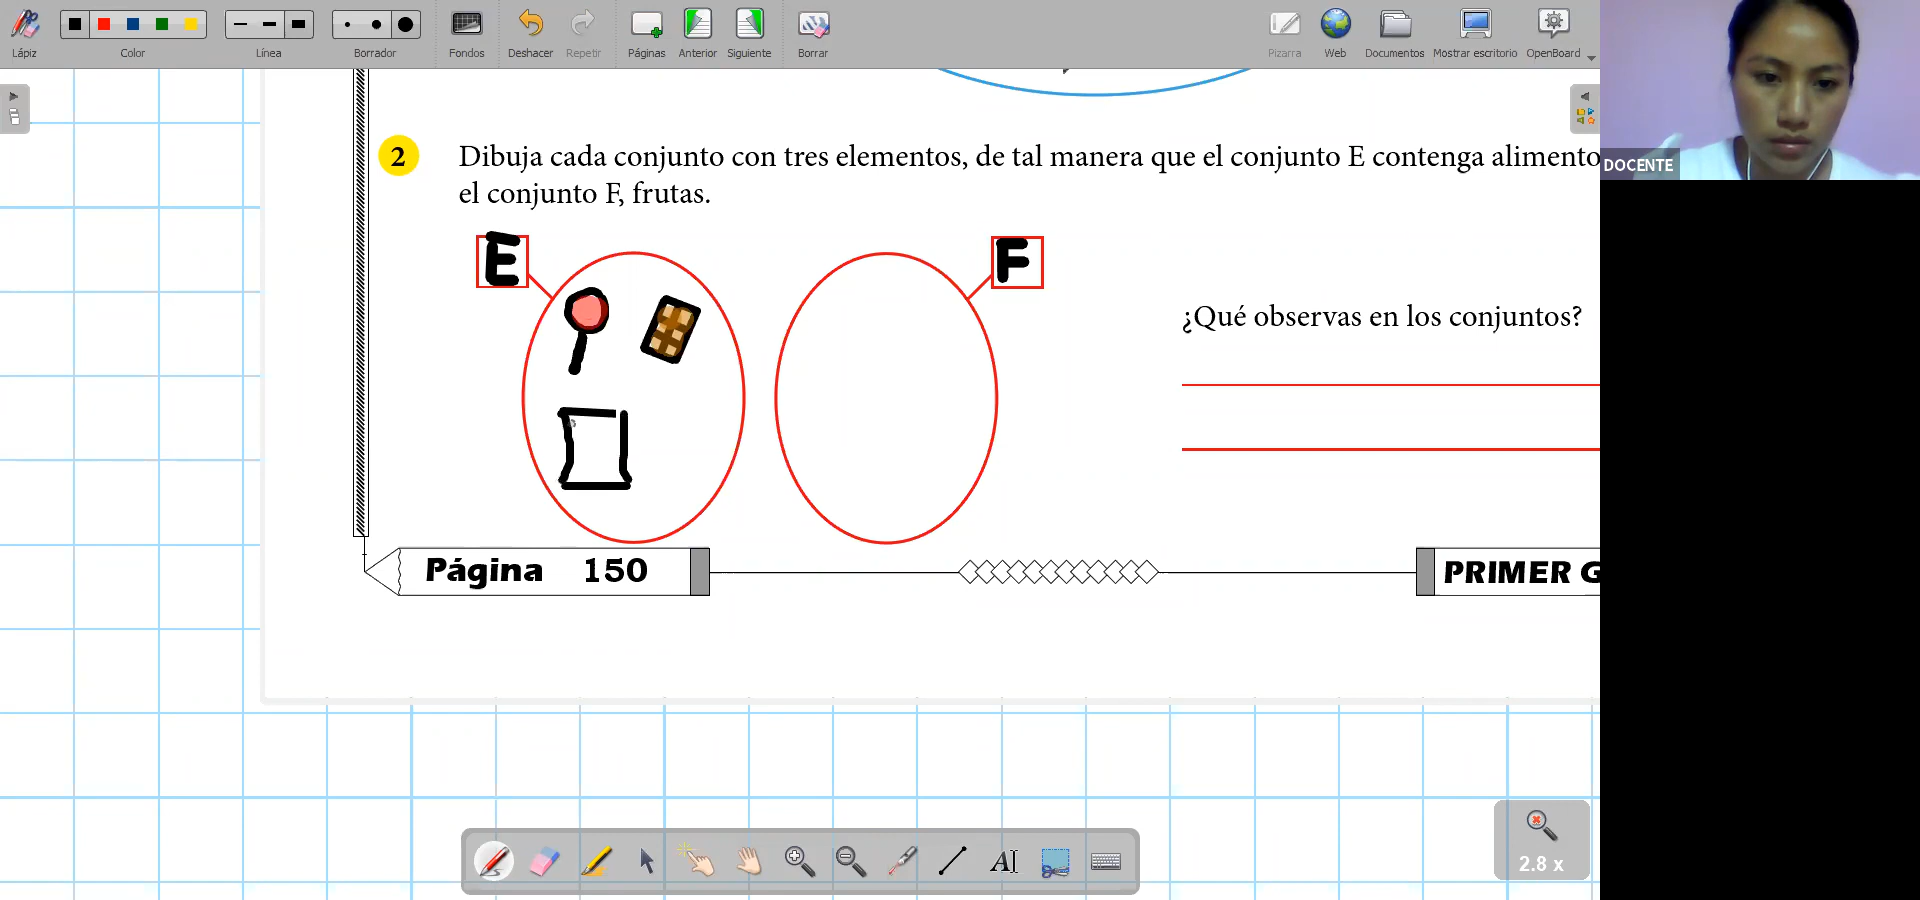 Lápiz
Color
Línea
Borrador
Fondos
Deshacer
Repetir
Páginas
Anterior
Siguiente
Borrar
Pizarra
Web
Documentos
Mostrar escritorio
OpenBoard
DOCENTE
2 Dibuja cada conjunto con tres elementos, de tal manera que el conjunto E contenga alimento
el conjunto F, frutas.
E
F
¿Qué observas en los conjuntos?
Página 150
PRIMER G
AI
2.8 x